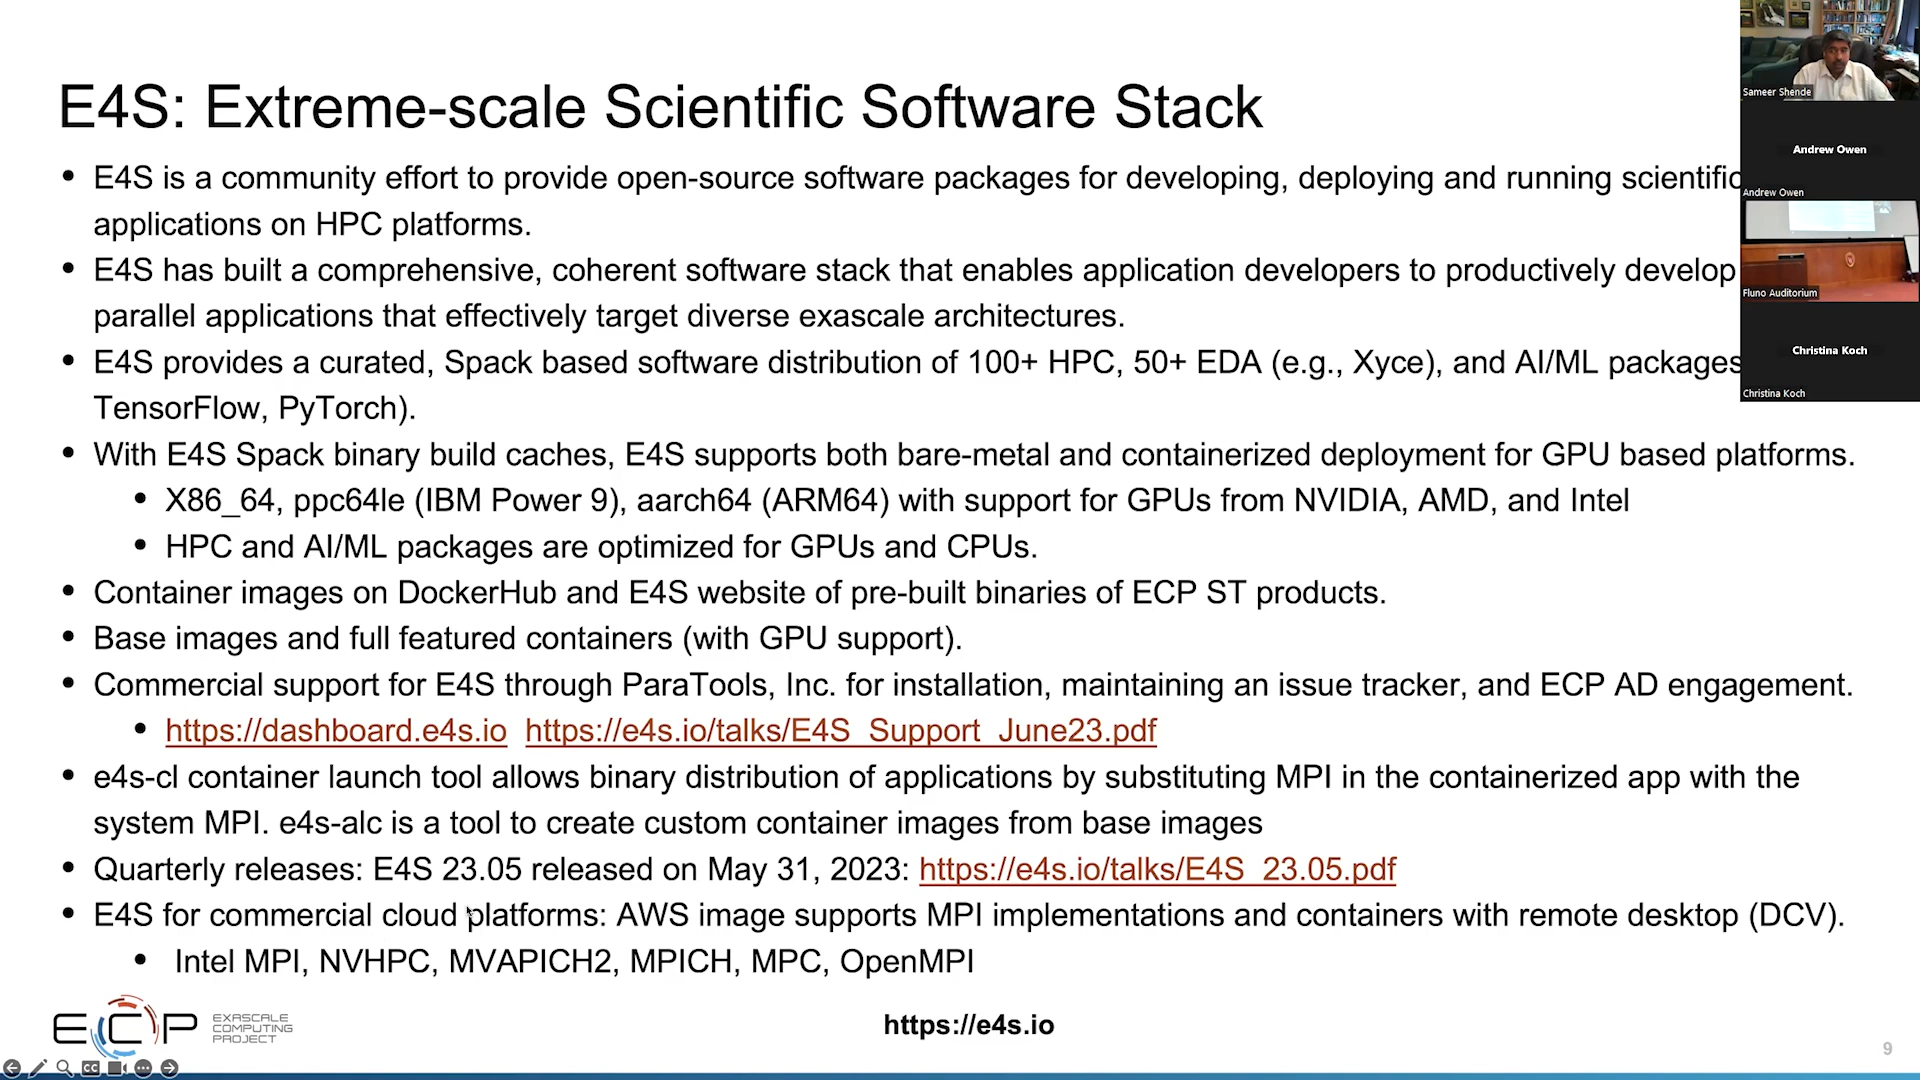 E4S: Extreme-scale Scientific Software Stack
• E4S is a community effort to provide open-source software packages for developing, deploying and running scientific
applications on HPC platforms.
• E4S has built a comprehensive, coherent software stack that enables application developers to productively develop
parallel applications that effectively target diverse exascale architectures.
• E4S provides a curated, Spack based software distribution of 100+ HPC, 50+ EDA (e.g., Xyce), and AI/ML packages
TensorFlow, PyTorch).
• With E4S Spack binary build caches, E4S supports both bare-metal and containerized deployment for GPU based platforms.
• X86_64, ppc64le (IBM Power 9), aarch64 (ARM64) with support for GPUs from NVIDIA, AMD, and Intel
• HPC and AI/ML packages are optimized for GPUs and CPUs.
• Container images on DockerHub and E4S website of pre-built binaries of ECP ST products.
• Base images and full featured containers (with GPU support).
• Commercial support for E4S through ParaTools, Inc. for installation, maintaining an issue tracker, and ECP AD engagement.
• https://dashboard.e4s.io https://e4s.io/talks/E4S_Support_June23.pdf
• e4s-cl container launch tool allows binary distribution of applications by substituting MPI in the containerized app with the
system MPI. e4s-alc is a tool to create custom container images from base images
• Quarterly releases: E4S 23.05 released on May 31, 2023: https://e4s.io/talks/E4S_23.05.pdf
• E4S for commercial cloud platforms: AWS image supports MPI implementations and containers with remote desktop (DCV).
• Intel MPI, NVHPC, MVAPICH2, MPICH, MPC, OpenMPI
ECP
EXASCALE
COMPUTING
PROJECT
https://e4s.io
9
CC
Sameer Shende
Andrew Owen
Andrew Owen
Fluno Auditorium
Christina Koch
Christina Koch